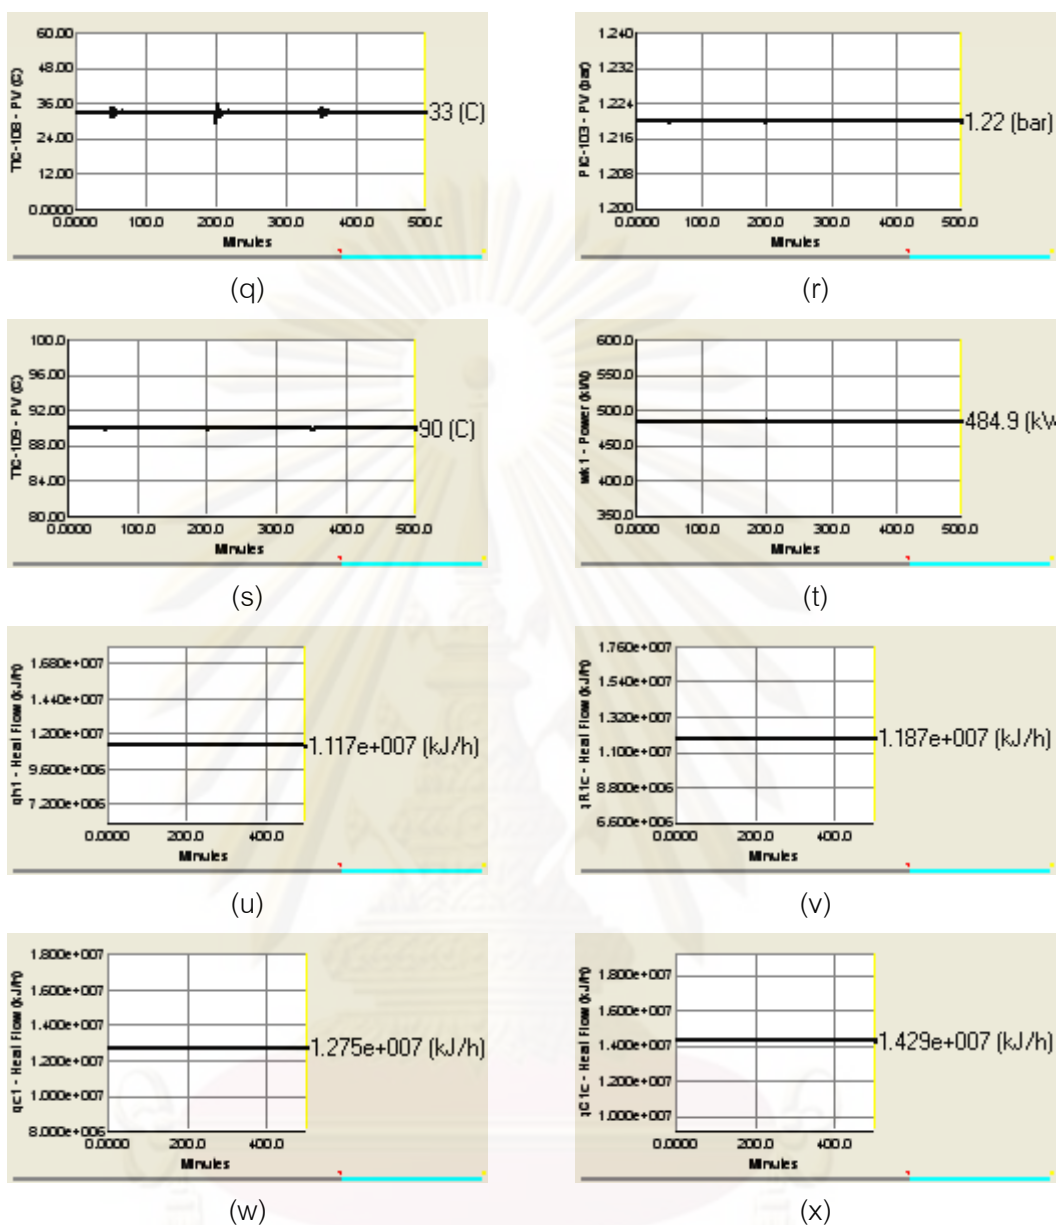 TIC-108 - PV (C)
60.00
48.00
36.00
24.00
12.00
0.0000
33 (C)
0.0000 100.0 200.0 300.0 400.0 500.0
Minutes
(q)
PIC-103 - PV (bar)
1.240
1.232
1.224
1.216
1.208
1.200
1.22 (bar)
0.0000 100.0 200.0 300.0 400.0 500.0
Minutes
(r)
TIC-109 - PV (C)
100.0
96.00
92.00
88.00
84.00
80.00
90 (C)
0.0000 100.0 200.0 300.0 400.0 500.0
Minutes
(s)
wk1 - Power (kW)
600.0
550.0
500.0
450.0
400.0
350.0
484.9 (kW
0.0000 100.0 200.0 300.0 400.0 500.0
Minutes
(t)
qh1 - Heat Flow (kJ/h)
1.680e+007
1.440e+007
1.200e+007
9.600e+006
7.200e+006
1.117e+007 (kJ/h)
0.0000 200.0 400.0
Minutes
(u)
qR1c - Heat Flow (kJ/h)
1.760e+007
1.540e+007
1.320e+007
1.100e+007
8.800e+006
6.600e+006
1.187e+007 (kJ/h)
0.0000 200.0 400.0
Minutes
(v)
qc1 - Heat Flow (kJ/h)
1.800e+007
1.600e+007
1.400e+007
1.200e+007
1.000e+007
8.000e+006
1.275e+007 (kJ/h)
0.0000 200.0 400.0
Minutes
(w)
qC1c - Heat Flow (kJ/h)
1.800e+007
1.600e+007
1.400e+007
1.200e+007
1.000e+007
1.429e+007 (kJ/h)
0.0000 200.0 400.0
Minutes
(x)